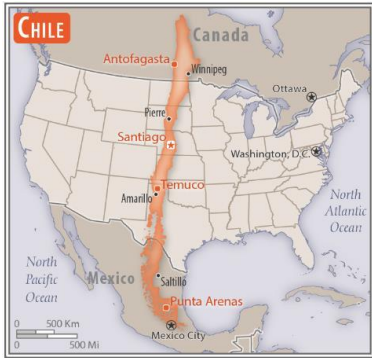 CHILE
Canada
Antofagasta
Winnipeg
Ottawa
Pierre
Santiago
Washington, D.C.
Temuco
Amarillo
North
Atlantic
Ocean
North
Pacific
Ocean
Mexico
Saltillo
Punta Arenas
Mexico City
0 500 Km
0 500 Mi